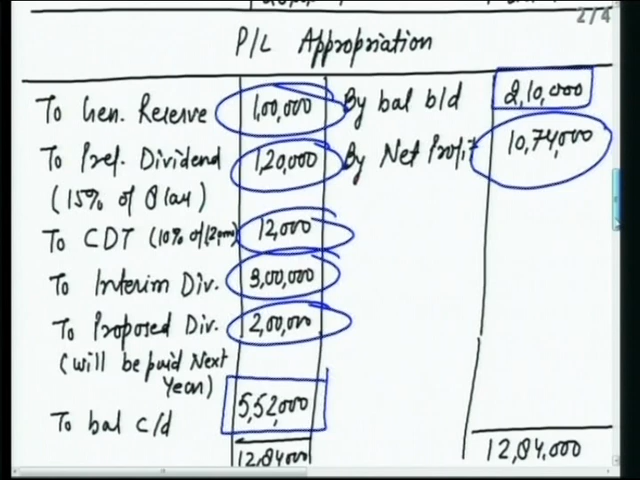 2/4
P/L Appropriation
To Gen. Reserve 1,00,000 By bal b/d 2,10,000
To Pref. Dividend 1,20,000 By Net Profit 10,74,000
(15% of 8 lac)
To CDT (10% of 12,000) 12,000
To Interim Div. 3,00,000
To Proposed Div. 2,00,000
(will be paid Next
Year)
To bal c/d 5,52,000
12,84,000 12,84,000